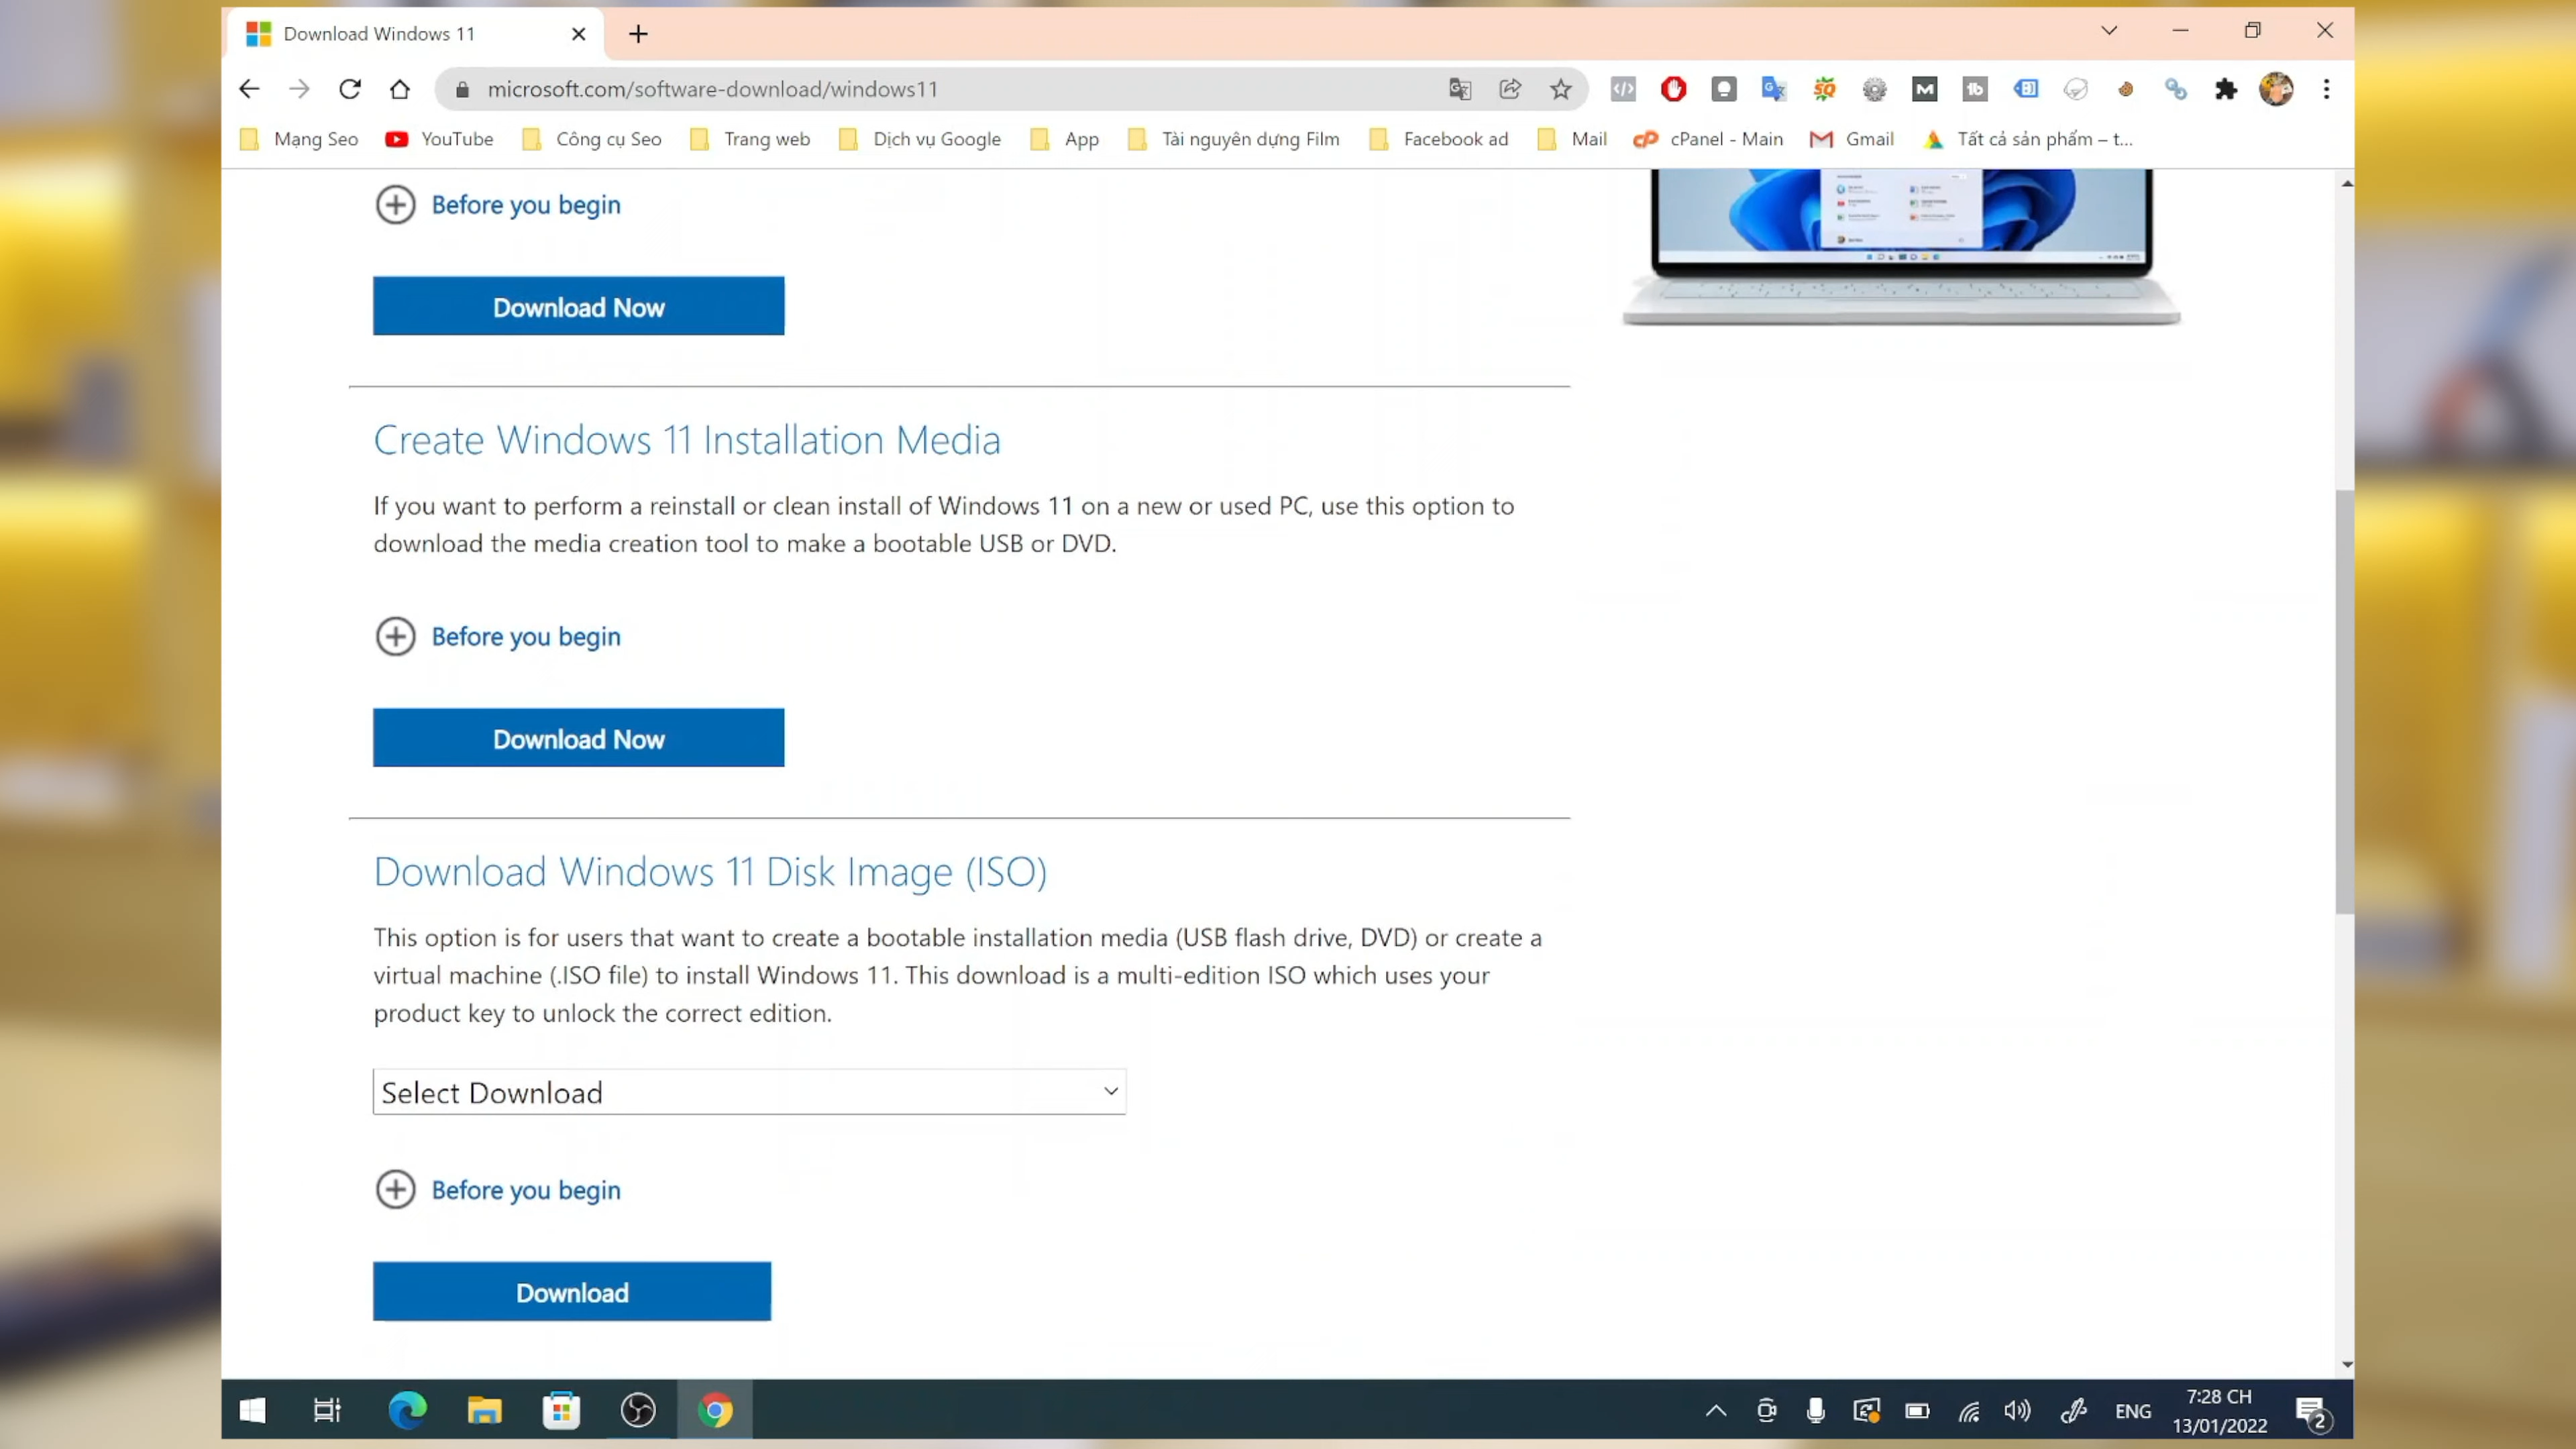 Download Windows 11
microsoft.com/software-download/windows11
Mạng Seo YouTube Công cụ Seo Trang web Dịch vụ Google App Tài nguyên dựng Film Facebook ad Mail cPanel - Main Gmail Tất cả sản phẩm – t...
Before you begin
Download Now
Create Windows 11 Installation Media
If you want to perform a reinstall or clean install of Windows 11 on a new or used PC, use this option to
download the media creation tool to make a bootable USB or DVD.
Before you begin
Download Now
Download Windows 11 Disk Image (ISO)
This option is for users that want to create a bootable installation media (USB flash drive, DVD) or create a
virtual machine (.ISO file) to install Windows 11. This download is a multi-edition ISO which uses your
product key to unlock the correct edition.
Select Download
Before you begin
Download
ENG
7:28 CH
13/01/2022
2